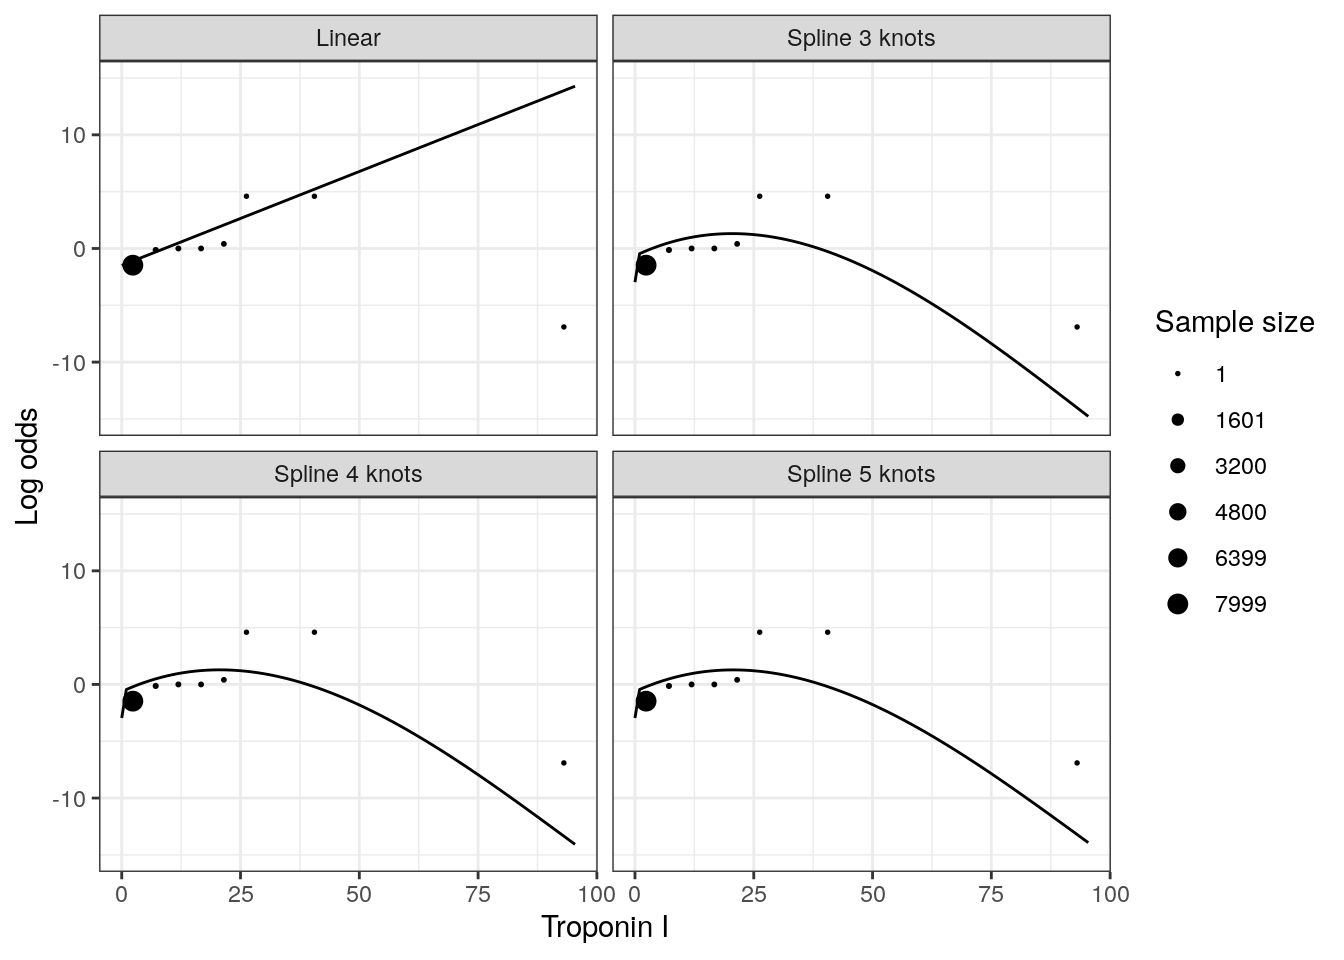 Linear
Spline 3 knots
10
0
-10
Spline 4 knots
Spline 5 knots
10
0
-10
0 25 50 75 100 0 25 50 75 100
Troponin I
Log odds
Sample size
1
1601
3200
4800
6399
7999